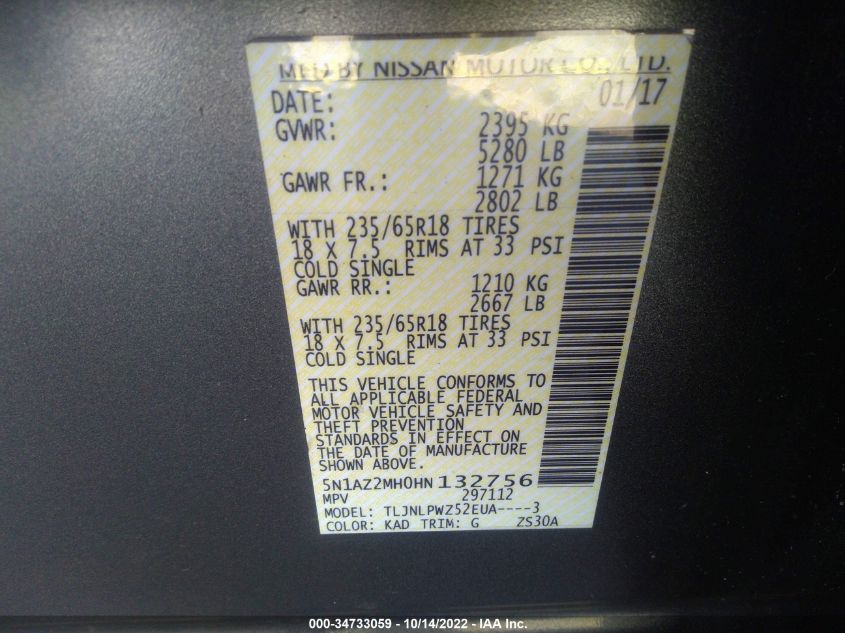 MFD BY NISSAN MOTOR CO., LTD.
DATE: 01/17
GVWR: 2395 KG
5280 LB
GAWR FR.: 1271 KG
2802 LB
WITH 235/65R18 TIRES
18 X 7.5 RIMS AT 33 PSI
COLD SINGLE
GAWR RR.: 1210 KG
2667 LB
WITH 235/65R18 TIRES
18 X 7.5 RIMS AT 33 PSI
COLD SINGLE
THIS VEHICLE CONFORMS TO
ALL APPLICABLE FEDERAL
MOTOR VEHICLE SAFETY AND
THEFT PREVENTION
STANDARDS IN EFFECT ON
THE DATE OF MANUFACTURE
SHOWN ABOVE.
5N1AZ2MH0HN132756
MPV 297112
MODEL: TLJNLPWZ52EUA----3
COLOR: KAD TRIM: G ZS30A
000-34733059 - 10/14/2022 - IAA Inc.